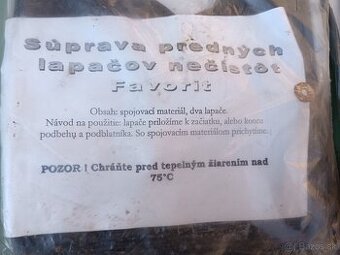 Súprava predných
lapačov nečistôt
Favorit
Obsah: spojovací materiál, dva lapače.
Návod na použitie: lapače priložíme k začiatku, alebo koncu
podbehu a podblatníka. So spojovacím materiálom prichytíme.
POZOR ! Chráňte pred tepelným žiarením nad
75°C